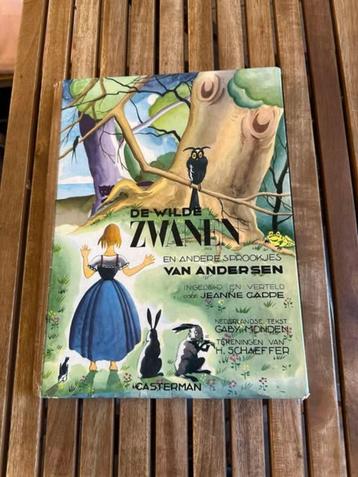 DE WILDE
ZWANEN
EN ANDERE SPROOKJES
VAN ANDERSEN
INGELEID EN VERTELD
DOOR JEANNE CAPPE
NEDERLANDSE TEKST
GABY MONDEN
TEKENINGEN VAN
H. SCHAEFFER
CASTERMAN